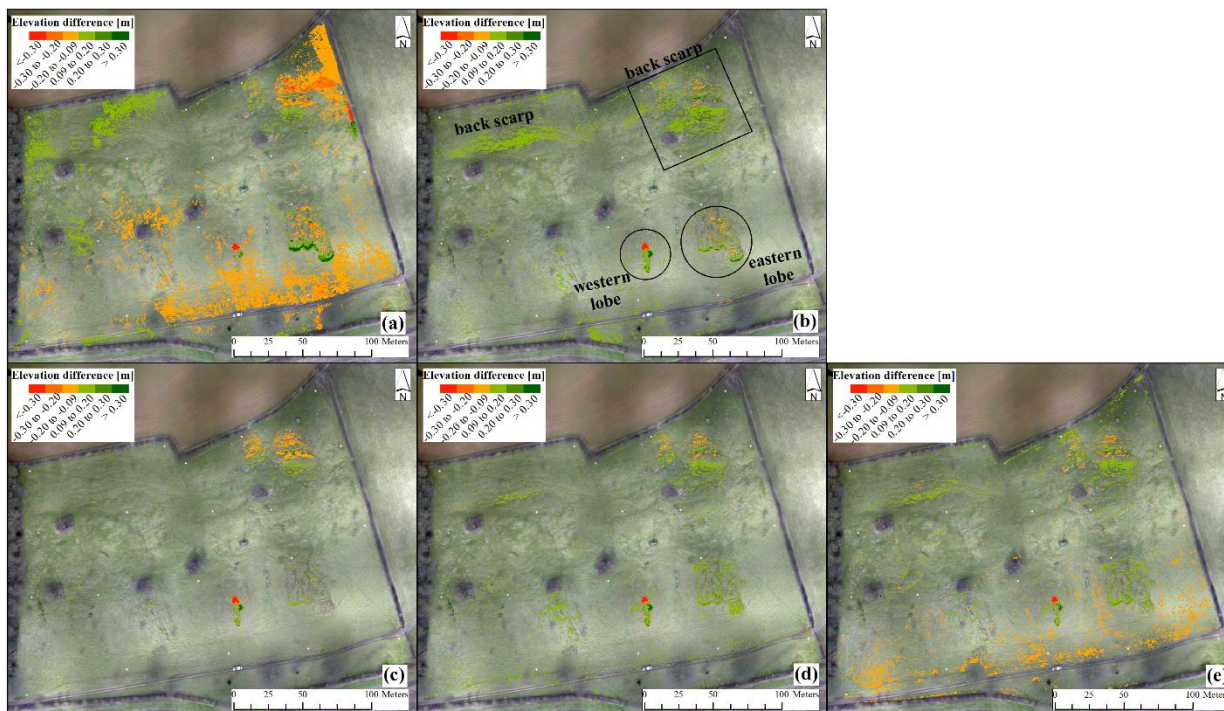 Elevation difference [m]
<-0.30
-0.30 to -0.20
-0.20 to -0.09
0.09 to 0.20
0.20 to 0.30
> 0.30
N
(a)
0 25 50 100 Meters
Elevation difference [m]
<-0.30
-0.30 to -0.20
-0.20 to -0.09
0.09 to 0.20
0.20 to 0.30
> 0.30
N
back scarp
back scarp
western
lobe
eastern
lobe
(b)
0 25 50 100 Meters
Elevation difference [m]
<-0.30
-0.30 to -0.20
-0.20 to -0.09
0.09 to 0.20
0.20 to 0.30
> 0.30
N
(c)
0 25 50 100 Meters
Elevation difference [m]
<-0.30
-0.30 to -0.20
-0.20 to -0.09
0.09 to 0.20
0.20 to 0.30
> 0.30
N
(d)
0 25 50 100 Meters
Elevation difference [m]
<-0.30
-0.30 to -0.20
-0.20 to -0.09
0.09 to 0.20
0.20 to 0.30
> 0.30
N
(e)
0 25 50 100 Meters